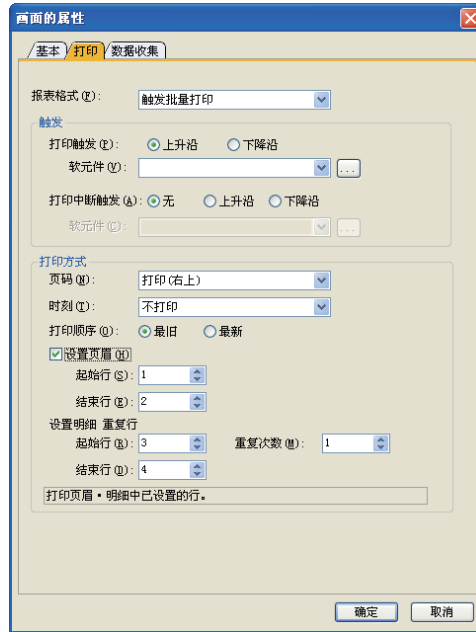 画面的属性
基本 打印 数据收集
报表格式(F): 触发批量打印
触发
打印触发(P): 上升沿 下降沿
软元件(V): ...
打印中断触发(A): 无 上升沿 下降沿
软元件(C): ...
打印方式
页码(N): 打印(右上)
时刻(T): 不打印
打印顺序(O): 最旧 最新
设置页眉(H)
起始行(S): 1
结束行(E): 2
设置明细 重复行
起始行(R): 3 重复次数(M): 1
结束行(D): 4
打印页眉・明细中已设置的行。
确定 取消